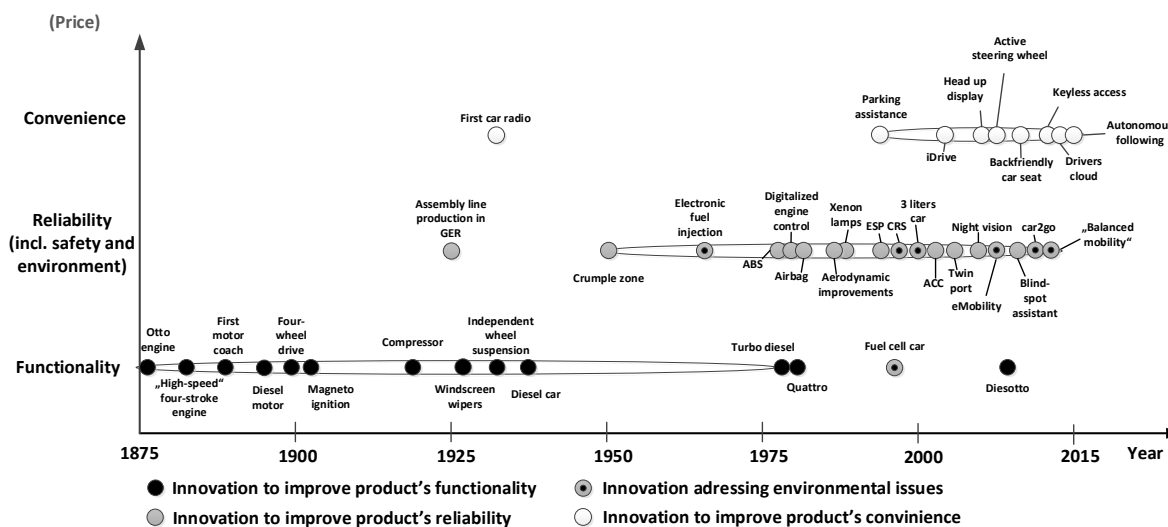 (Price)
Active
steering wheel
Head up
display
Keyless access
Parking
assistance
Convenience
First car radio
Autonomous
following
iDrive
Backfriendly
car seat
Drivers
cloud
Reliability
(incl. safety and
environment)
Assembly line
production in
GER
Electronic
fuel
injection
Digitalized
engine
control
Xenon
lamps
ESP CRS
3 liters
car
Night vision
car2go
„Balanced
mobility“
Crumple zone
ABS
Airbag
Aerodynamic
improvements
ACC
Twin
port
eMobility
Blind-
spot
assistant
Functionality
Otto
engine
First
motor
coach
Four-
wheel
drive
Compressor
Independent
wheel
suspension
Turbo diesel
Fuel cell car
„High-speed“
four-stroke
engine
Diesel
motor
Magneto
ignition
Windscreen
wipers
Diesel car
Quattro
Diesotto
1875 1900 1925 1950 1975 2000 2015 Year
Innovation to improve product’s functionality
Innovation adressing environmental issues
Innovation to improve product’s reliability
Innovation to improve product’s convinience